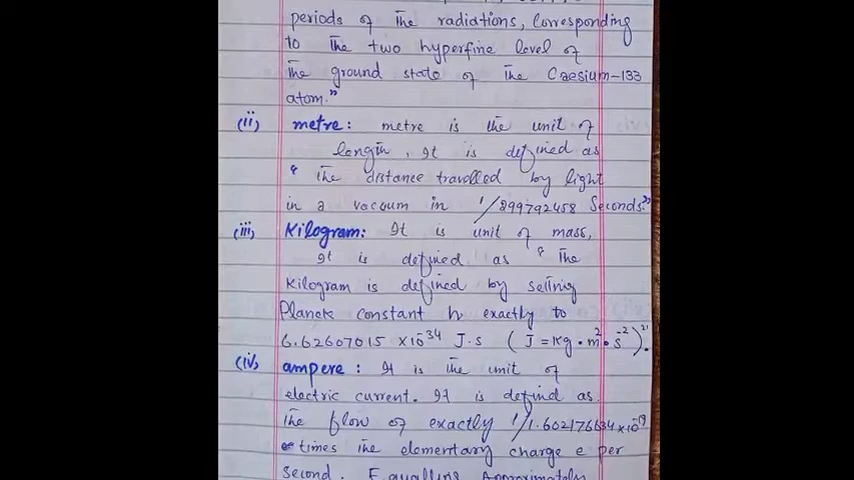 periods of the radiations, Corresponding
to the two hyperfine level of
the ground state of the Caesium-133
atom."
(ii) metre: metre is the unit of
length, It is defined as
" the distance travelled by light
in a vacuum in 1/299792458 Seconds."
(iii) Kilogram: It is unit of mass,
It is defined as " The
Kilogram is defined by setting
Planck constant h exactly to
6.62607015 ×10⁻³⁴ J.s ( J = kg·m²·s⁻²)".
(iv) ampere: It is the unit of
electric current. It is defind as.
the flow of exactly 1/1.602176634×10⁻¹⁹
times the elementary charge e per
Second. Equalling Approximately